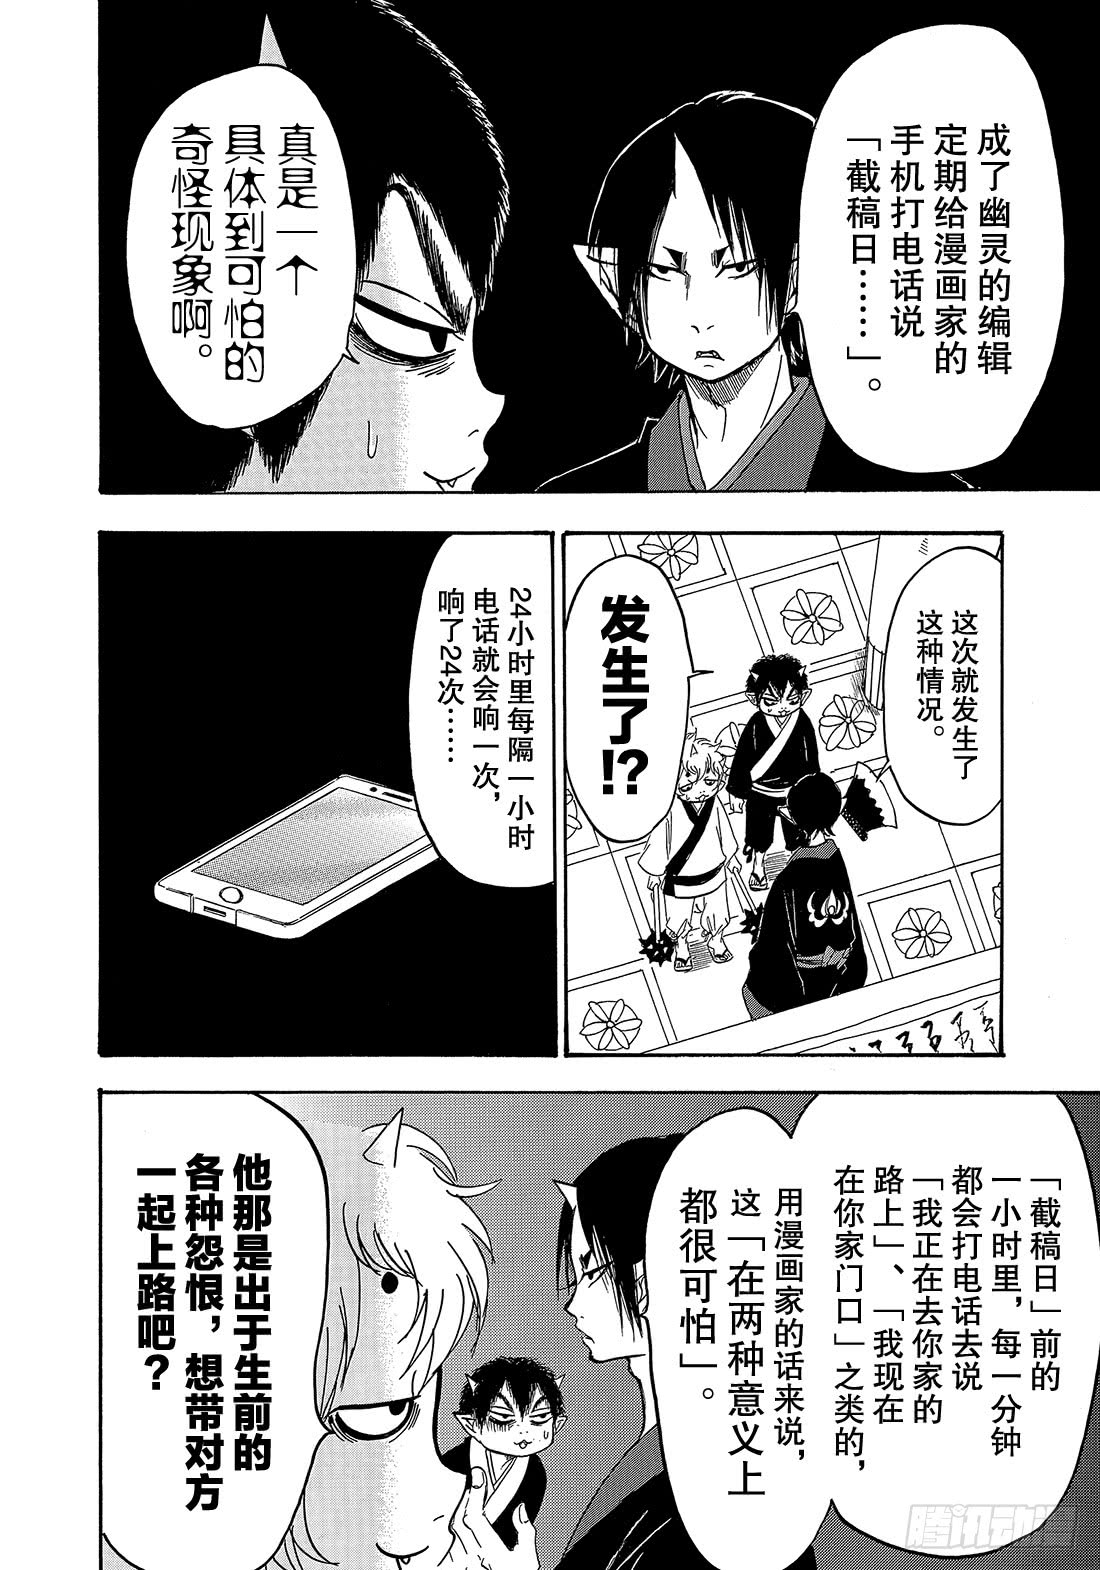 成了幽灵的编辑
定期给漫画家的
手机打电话说
「截稿日……」。
真是一个
具体到可怕的
奇怪现象啊。
这次就发生了
这种情况。
发生了!?
24小时里每隔一小时
电话就会响一次，
响了24次……
「截稿日」前的
一小时里，每一分钟
都会打电话去说
「我正在去你家的
路上」、「我现在
在你家门口」之类的，
用漫画家的话来说，
这「在两种意义上
都很可怕」。
他那是出于生前的
各种怨恨，想带对方
一起上路吧？
腾讯动漫